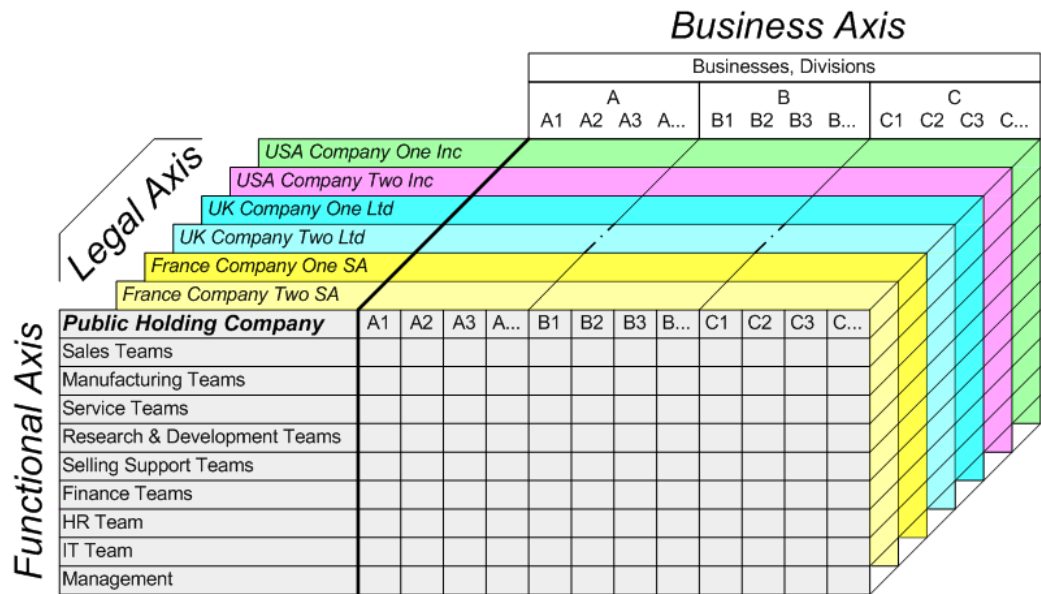 Business Axis
Businesses, Divisions
A B C
A1 A2 A3 A... B1 B2 B3 B... C1 C2 C3 C...
Legal Axis
USA Company One Inc
USA Company Two Inc
UK Company One Ltd
UK Company Two Ltd
France Company One SA
France Company Two SA
Functional Axis
Public Holding Company A1 A2 A3 A... B1 B2 B3 B... C1 C2 C3 C...
Sales Teams
Manufacturing Teams
Service Teams
Research & Development Teams
Selling Support Teams
Finance Teams
HR Team
IT Team
Management